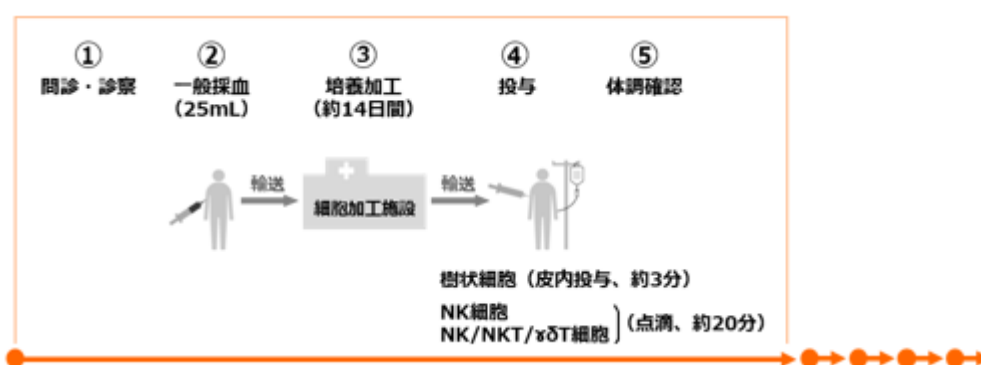 ①
問診・診察
②
一般採血
(25mL)
③
培養加工
(約14日間)
④
投与
⑤
体調確認
輸送
細胞加工施設
輸送
樹状細胞（皮内投与、約3分）
NK細胞
NK/NKT/γδT細胞
（点滴、約20分）